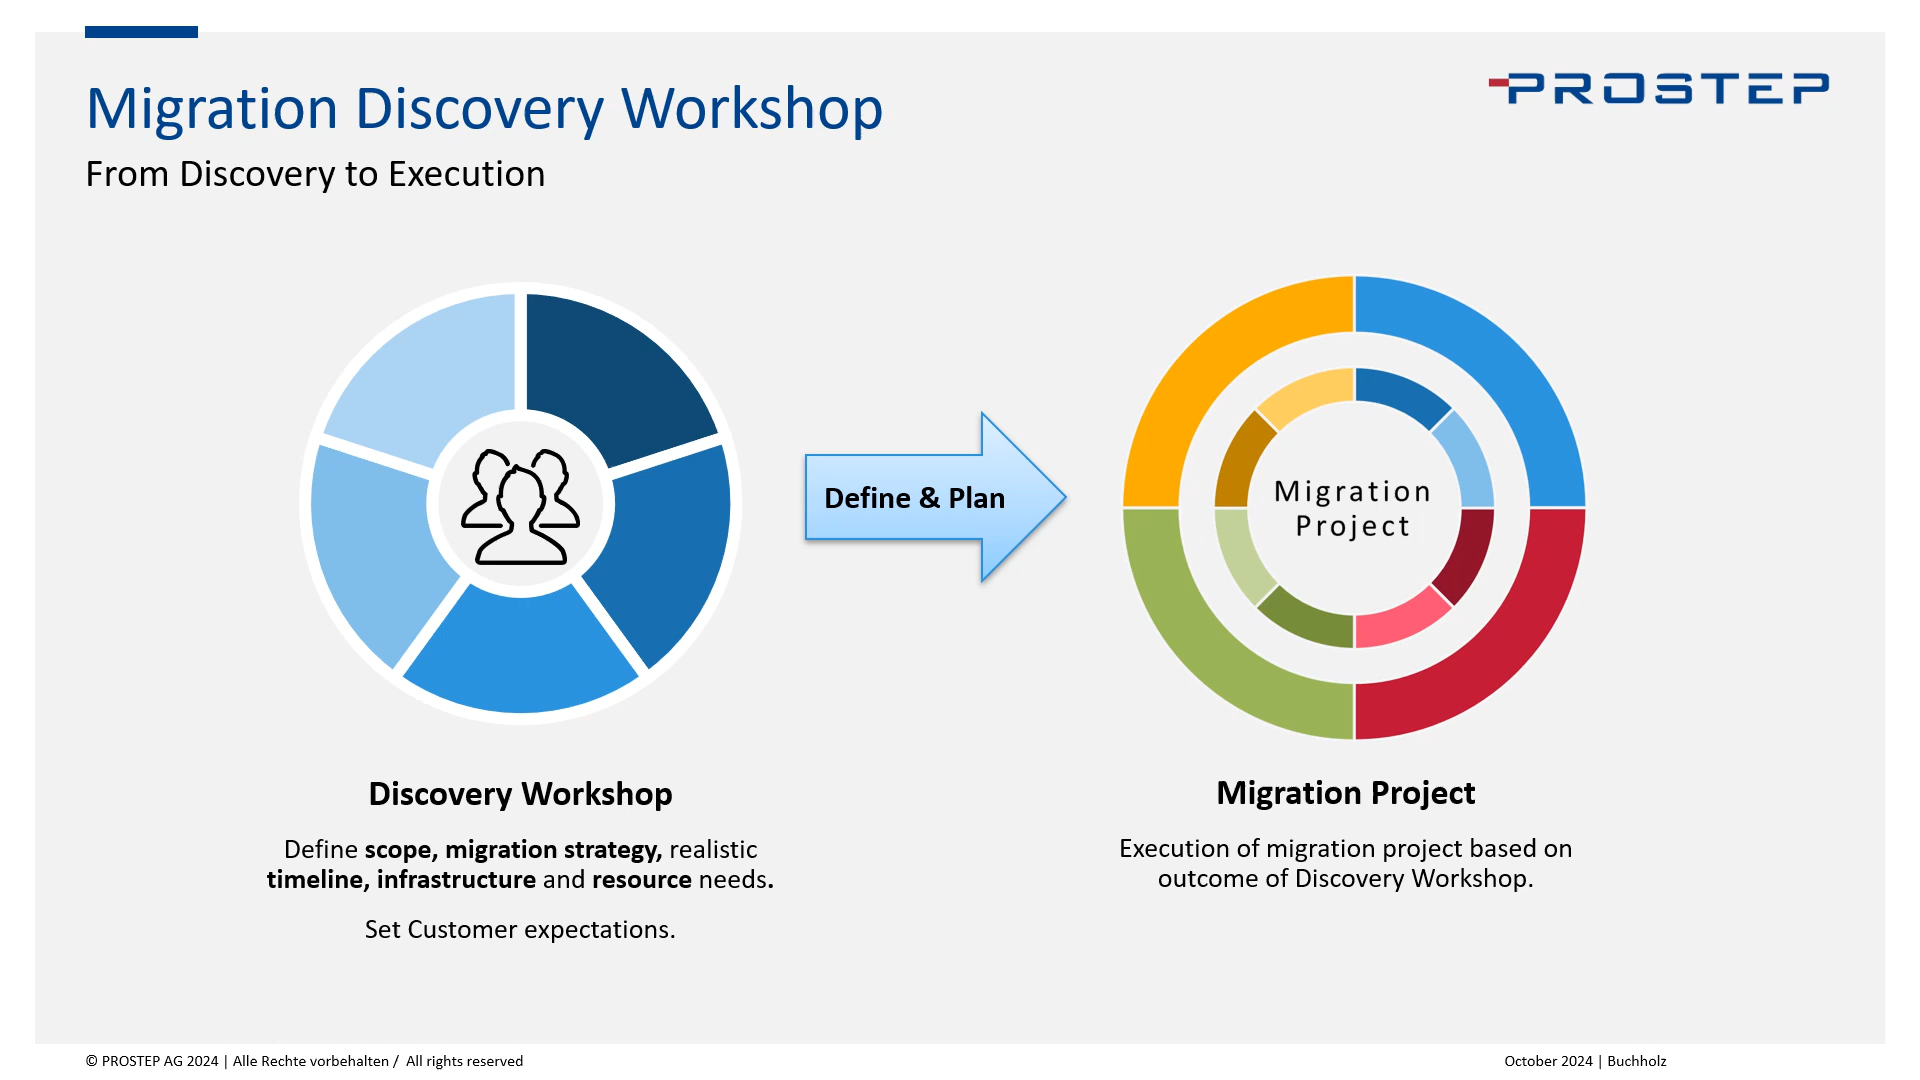 Migration Discovery Workshop
PROSTEP
From Discovery to Execution
Define & Plan
Migration
Project
Discovery Workshop
Define scope, migration strategy, realistic
timeline, infrastructure and resource needs.
Set Customer expectations.
Migration Project
Execution of migration project based on
outcome of Discovery Workshop.
© PROSTEP AG 2024 | Alle Rechte vorbehalten / All rights reserved
October 2024 | Buchholz